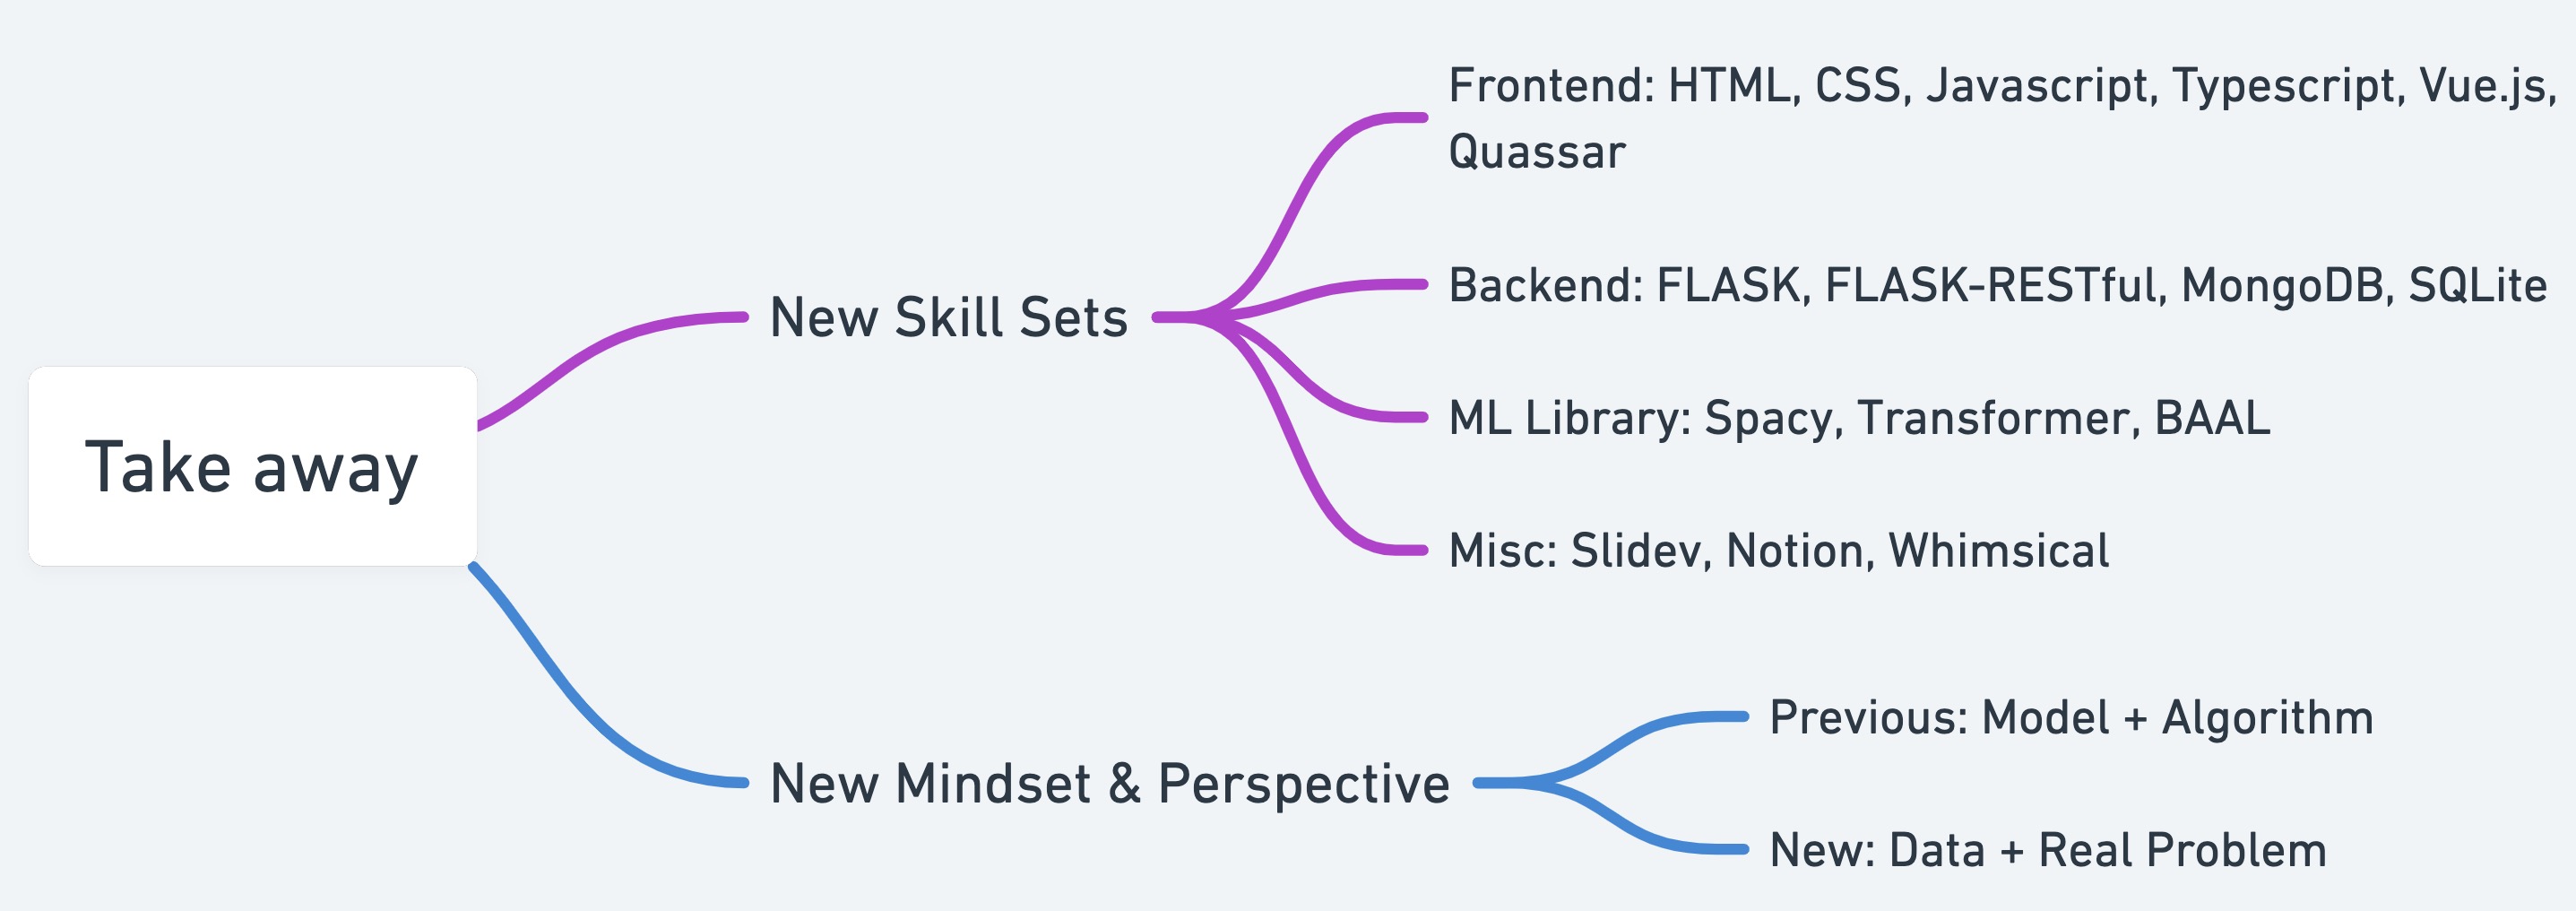 Take away
New Skill Sets
Frontend: HTML, CSS, Javascript, Typescript, Vue.js,
Quassar
Backend: FLASK, FLASK-RESTful, MongoDB, SQLite
ML Library: Spacy, Transformer, BAAL
Misc: Slidev, Notion, Whimsical
New Mindset & Perspective
Previous: Model + Algorithm
New: Data + Real Problem